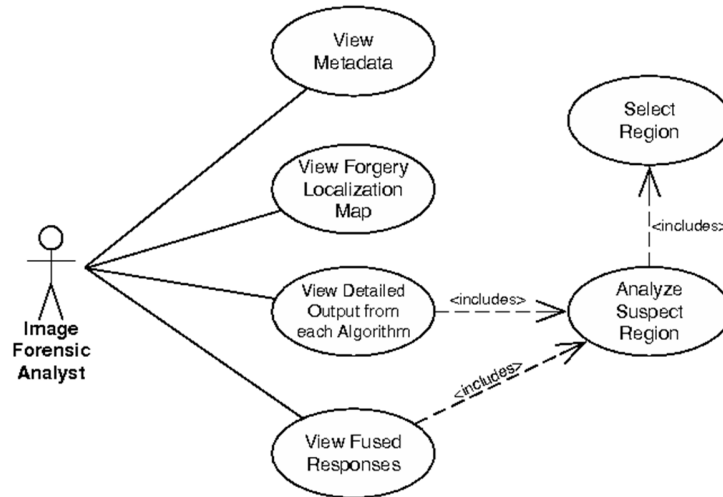 View
Metadata
Select
Region
View Forgery
Localization
Map
<includes>
Image
Forensic
Analyst
View Detailed
Output from
each Algorithm
<includes>
Analyze
Suspect
Region
<includes>
View Fused
Responses